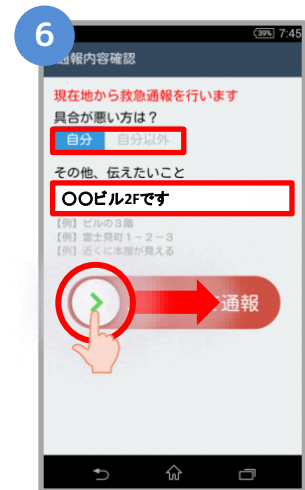 6
39% 7:45
通報内容確認
現在地から救急通報を行います
具合が悪い方は？
自分 自分以外
その他、伝えたいこと
〇〇ビル2Fです
【例】ビルの３階
【例】富士見町１－２－３
【例】近くに本屋が見える
通報